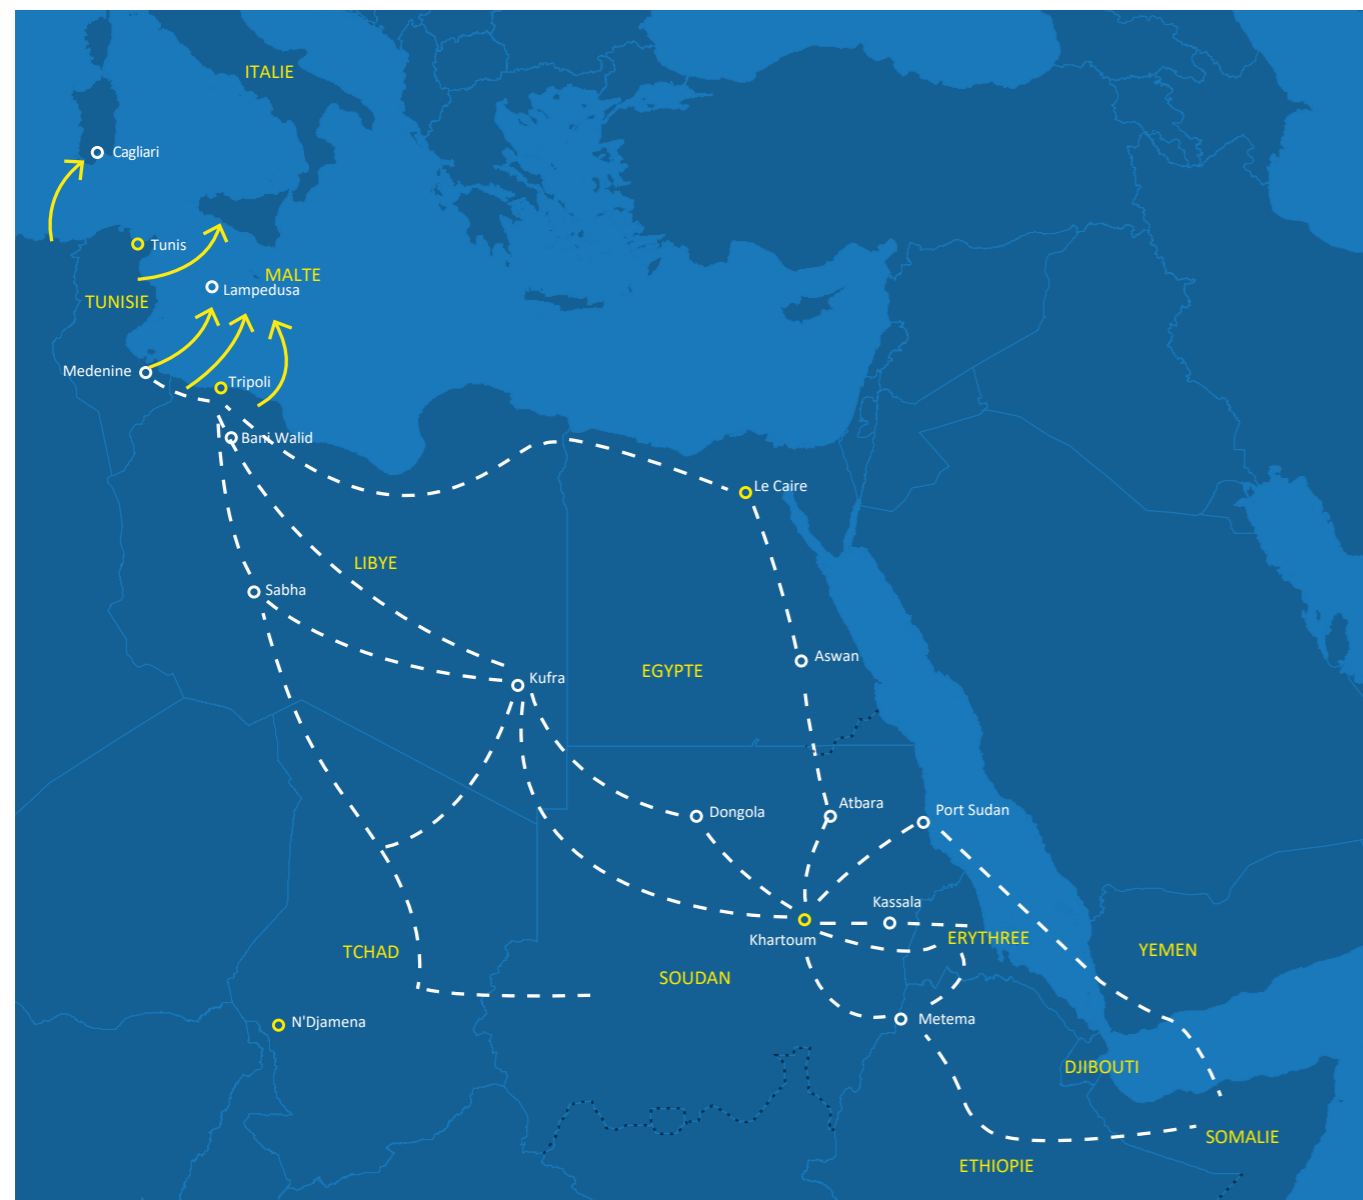 ITALIE
Cagliari
Tunis
MALTE
Lampedusa
TUNISIE
Medenine
Tripoli
Bani Walid
Le Caire
LIBYE
Sabha
Aswan
EGYPTE
Kufra
Dongola
Atbara
Port Sudan
Kassala
Khartoum
ERYTHREE
YEMEN
TCHAD
SOUDAN
N'Djamena
Metema
DJIBOUTI
SOMALIE
ETHIOPIE